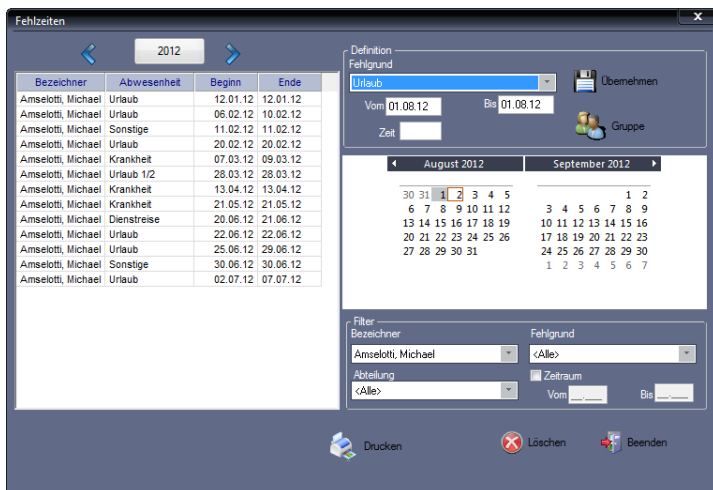 Fehlzeiten
x
2012
Bezeichner Abwesenheit Beginn Ende
Amselotti, Michael Urlaub 12.01.12 12.01.12
Amselotti, Michael Urlaub 06.02.12 10.02.12
Amselotti, Michael Sonstige 11.02.12 11.02.12
Amselotti, Michael Urlaub 20.02.12 20.02.12
Amselotti, Michael Krankheit 07.03.12 09.03.12
Amselotti, Michael Urlaub 1/2 28.03.12 28.03.12
Amselotti, Michael Krankheit 13.04.12 13.04.12
Amselotti, Michael Krankheit 21.05.12 21.05.12
Amselotti, Michael Dienstreise 20.06.12 21.06.12
Amselotti, Michael Urlaub 22.06.12 22.06.12
Amselotti, Michael Urlaub 25.06.12 29.06.12
Amselotti, Michael Sonstige 30.06.12 30.06.12
Amselotti, Michael Urlaub 02.07.12 07.07.12
Definition
Fehlgrund
Urlaub
Übernehmen
Vom 01.08.12 Bis 01.08.12
Zeit
Gruppe
August 2012 September 2012
30 31 1 2 3 4 5 1 2
6 7 8 9 10 11 12 3 4 5 6 7 8 9
13 14 15 16 17 18 19 10 11 12 13 14 15 16
20 21 22 23 24 25 26 17 18 19 20 21 22 23
27 28 29 30 31 24 25 26 27 28 29 30
1 2 3 4 5 6 7
Filter
Bezeichner Fehlgrund
Amselotti, Michael <Alle>
Abteilung Zeitraum
<Alle> Vom __.___ Bis __.___
Drucken Löschen Beenden